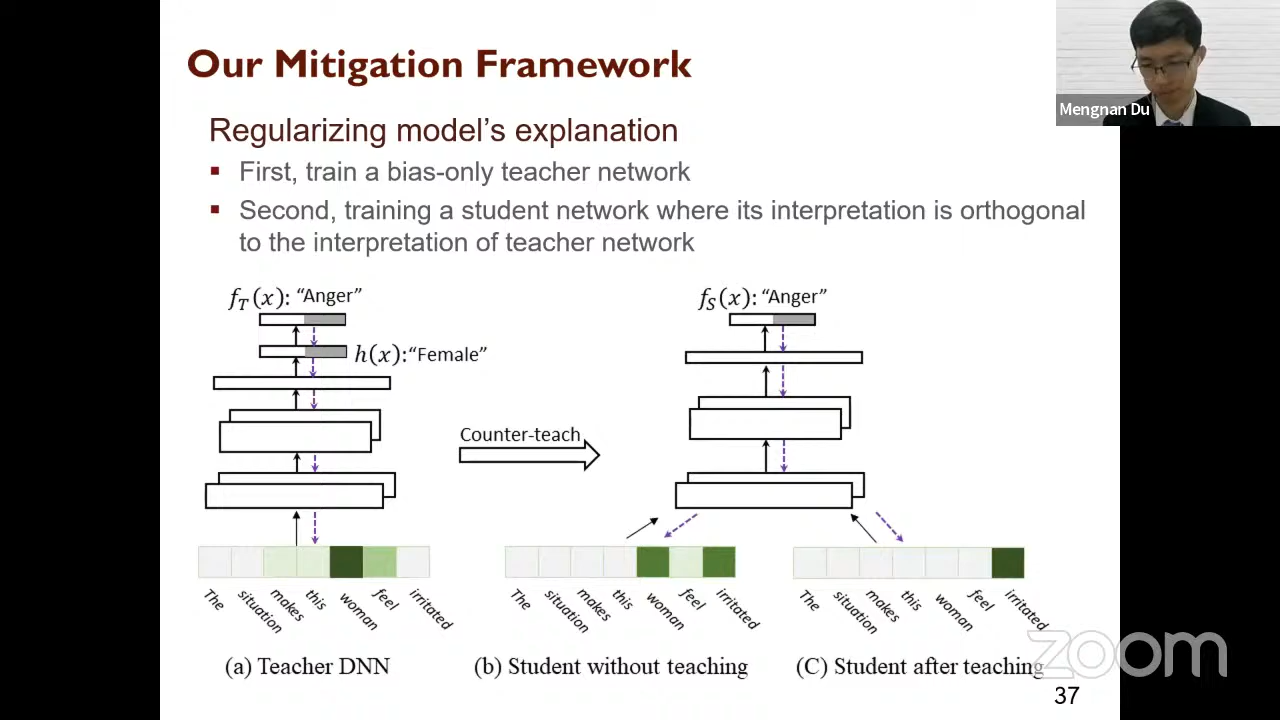 Our Mitigation Framework
Mengnan Du
Regularizing model's explanation
▪ First, train a bias-only teacher network
▪ Second, training a student network where its interpretation is orthogonal
to the interpretation of teacher network
f_T(x): "Anger"
f_S(x): "Anger"
h(x):"Female"
Counter-teach
The situation makes this woman feel irritated
The situation makes this woman feel irritated
The situation makes this woman feel irritated
(a) Teacher DNN
(b) Student without teaching
(C) Student after teaching
zoom
37